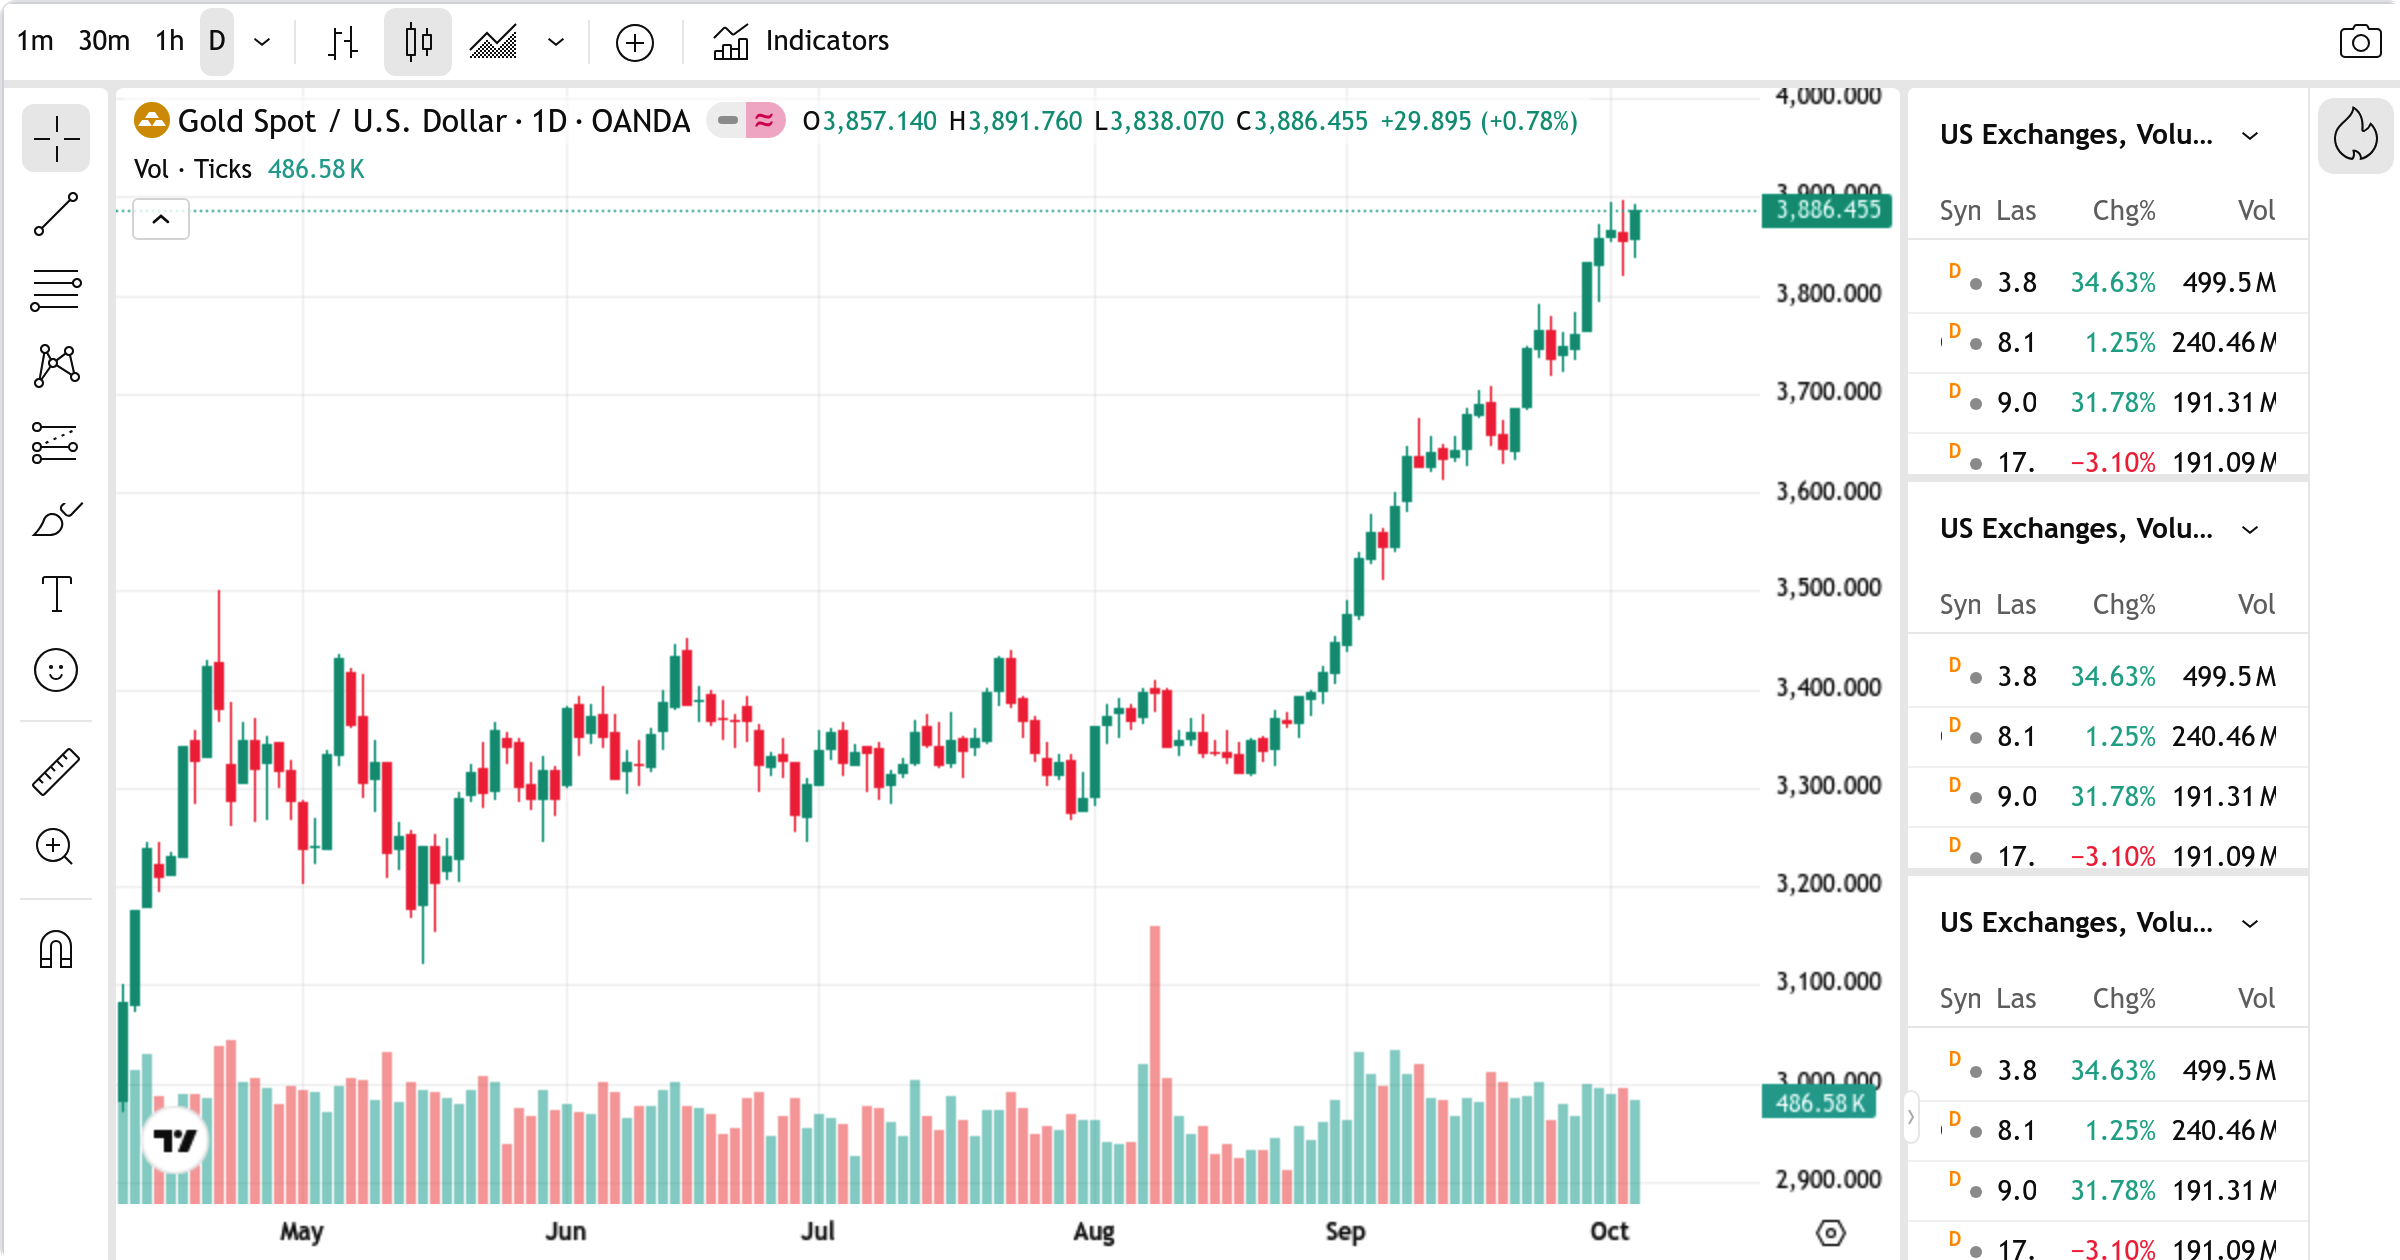 1m 30m 1h D Indicators
Gold Spot / U.S. Dollar · 1D · OANDA O3,857.140 H3,891.760 L3,838.070 C3,886.455 +29.895 (+0.78%)
Vol · Ticks 486.58 K
4,000.000
3,900.000
3,886.455
3,800.000
3,700.000
3,600.000
3,500.000
3,400.000
3,300.000
3,200.000
3,100.000
3,000.000
486.58 K
2,900.000
May Jun Jul Aug Sep Oct
US Exchanges, Volu...
Syn Las Chg% Vol
D 3.8 34.63% 499.5 M
D 8.1 1.25% 240.46 M
D 9.0 31.78% 191.31 M
D 17. −3.10% 191.09 M
US Exchanges, Volu...
Syn Las Chg% Vol
D 3.8 34.63% 499.5 M
D 8.1 1.25% 240.46 M
D 9.0 31.78% 191.31 M
D 17. −3.10% 191.09 M
US Exchanges, Volu...
Syn Las Chg% Vol
D 3.8 34.63% 499.5 M
D 8.1 1.25% 240.46 M
D 9.0 31.78% 191.31 M
D 17. −3.10% 191.09 M